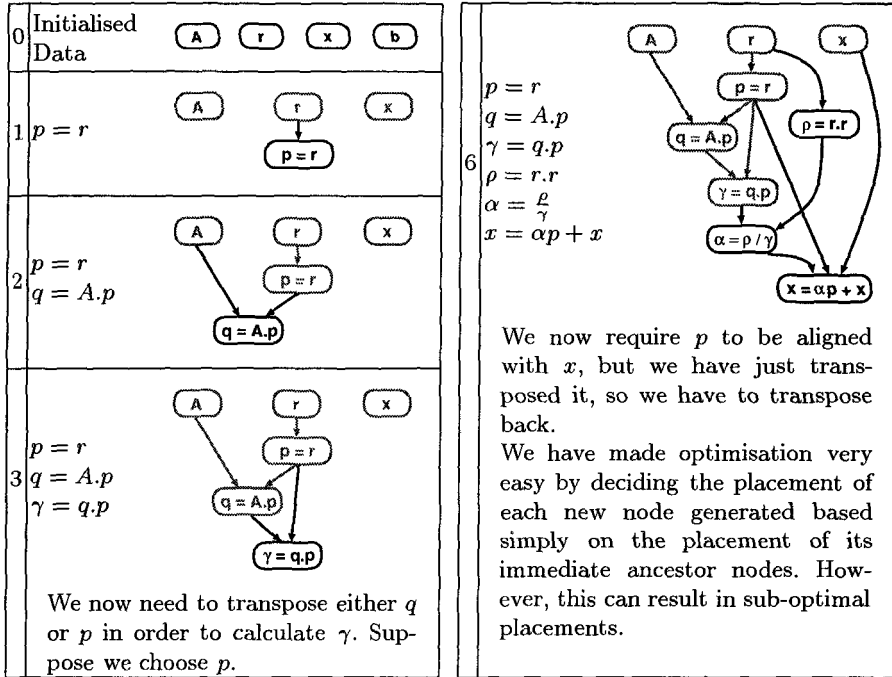 0
Initialised
Data
A r x b
1
p = r
A r x
p = r
2
p = r
q = A.p
A r x
p = r
q = A.p
3
p = r
q = A.p
γ = q.p
A r x
p = r
q = A.p
γ = q.p
We now need to transpose either q
or p in order to calculate γ. Sup-
pose we choose p.
6
p = r
q = A.p
γ = q.p
ρ = r.r
α = ρ/γ
x = αp + x
A r x
p = r
ρ = r.r
q = A.p
γ = q.p
α = ρ / γ
x = αp + x
We now require p to be aligned
with x, but we have just trans-
posed it, so we have to transpose
back.
We have made optimisation very
easy by deciding the placement of
each new node generated based
simply on the placement of its
immediate ancestor nodes. How-
ever, this can result in sub-optimal
placements.